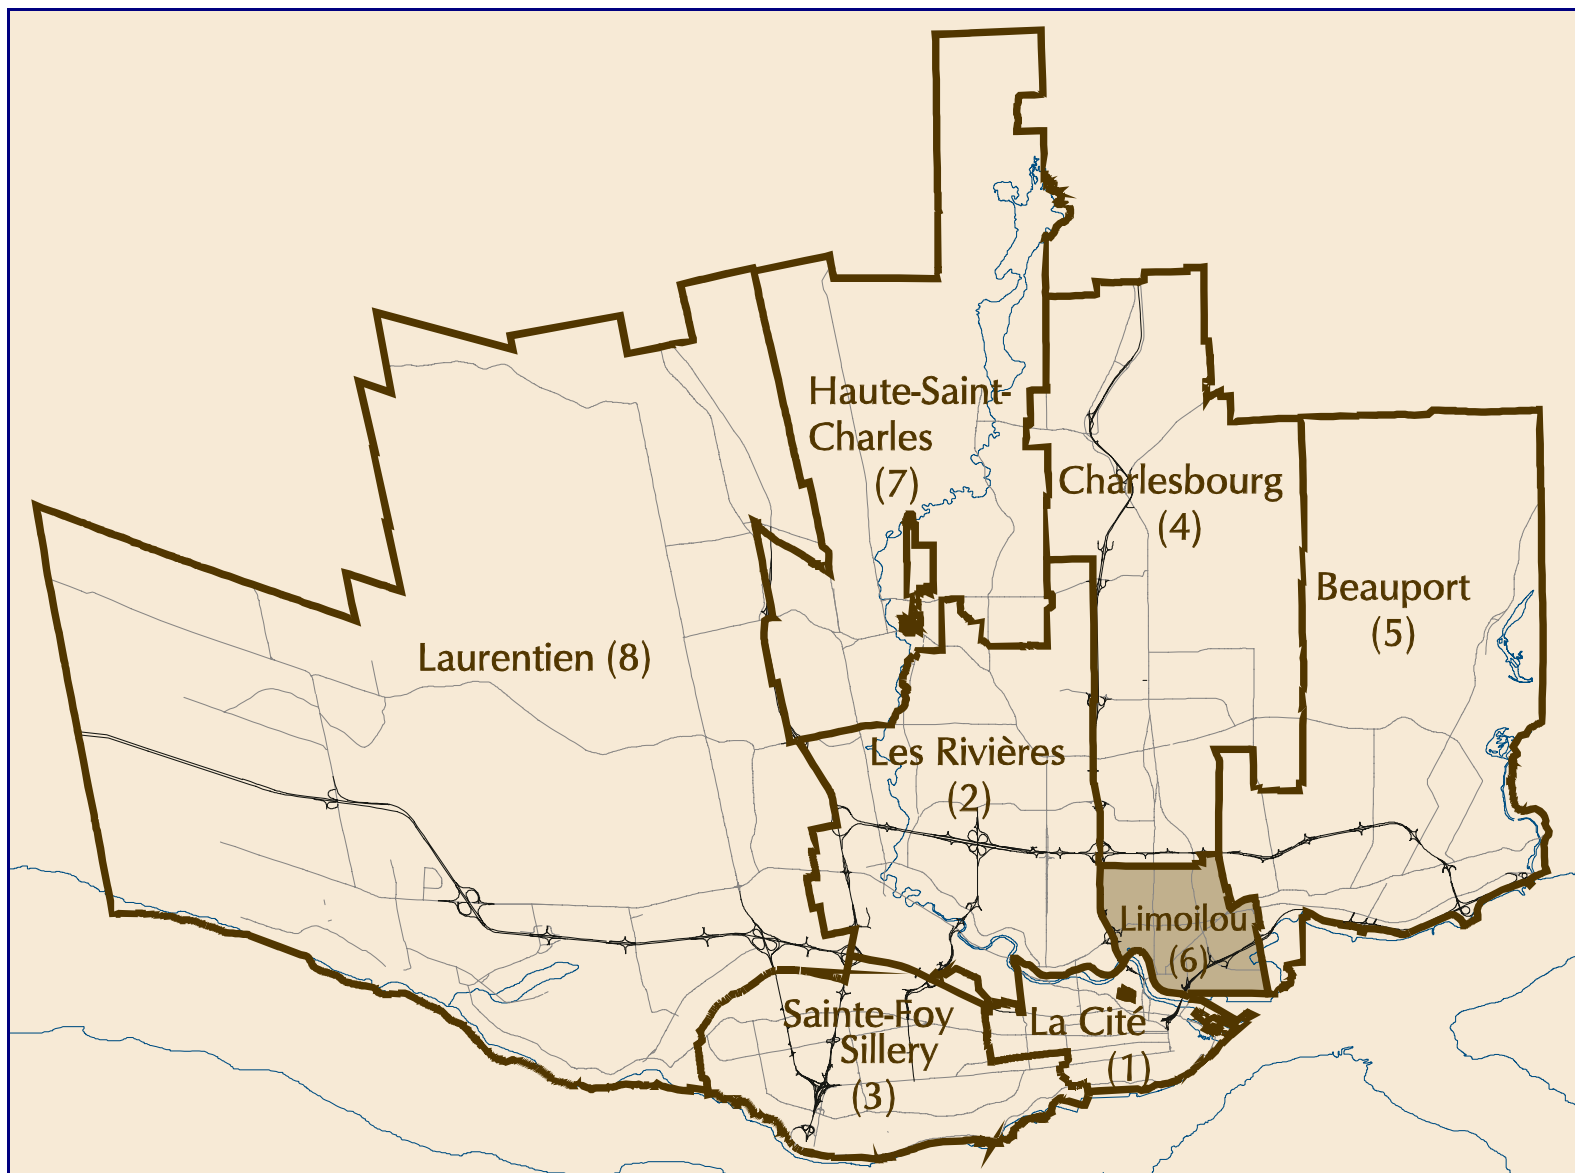 Haute-Saint-
Charles
(7)
Charlesbourg
(4)
Beauport
(5)
Laurentien (8)
Les Rivières
(2)
Limoilou
(6)
Sainte-Foy
Sillery
(3)
La Cité
(1)